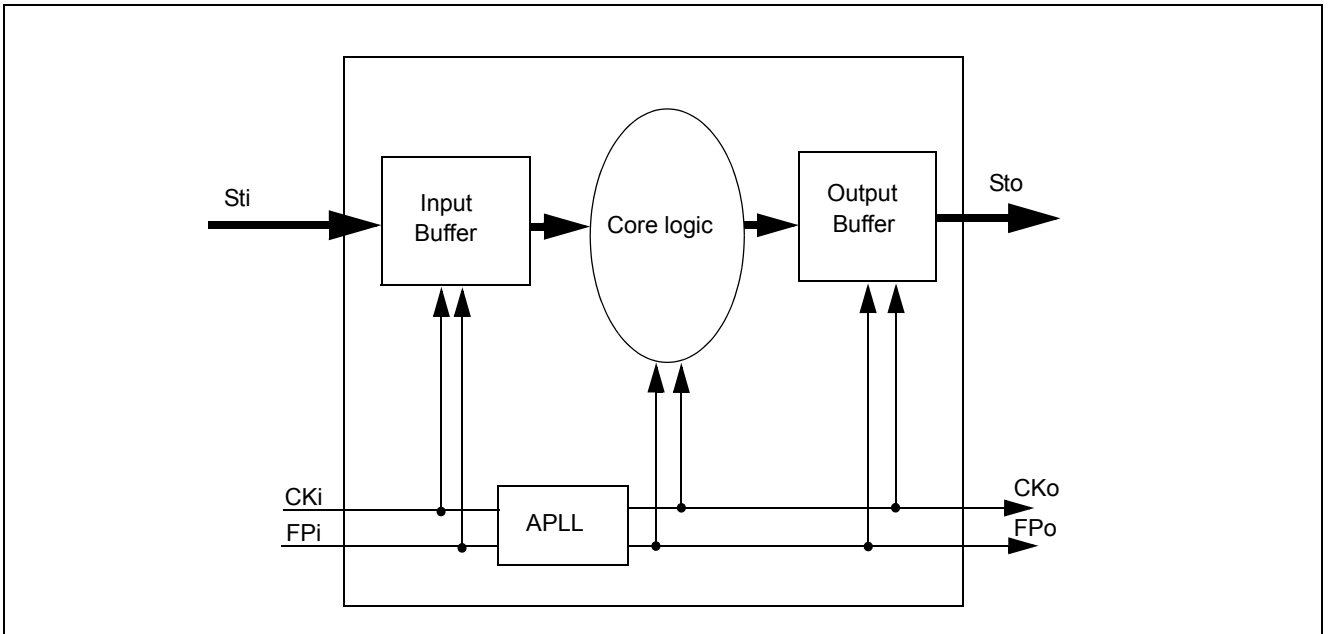 Sti
Input
Buffer
Core logic
Output
Buffer
Sto
CKi
FPi
APLL
CKo
FPo